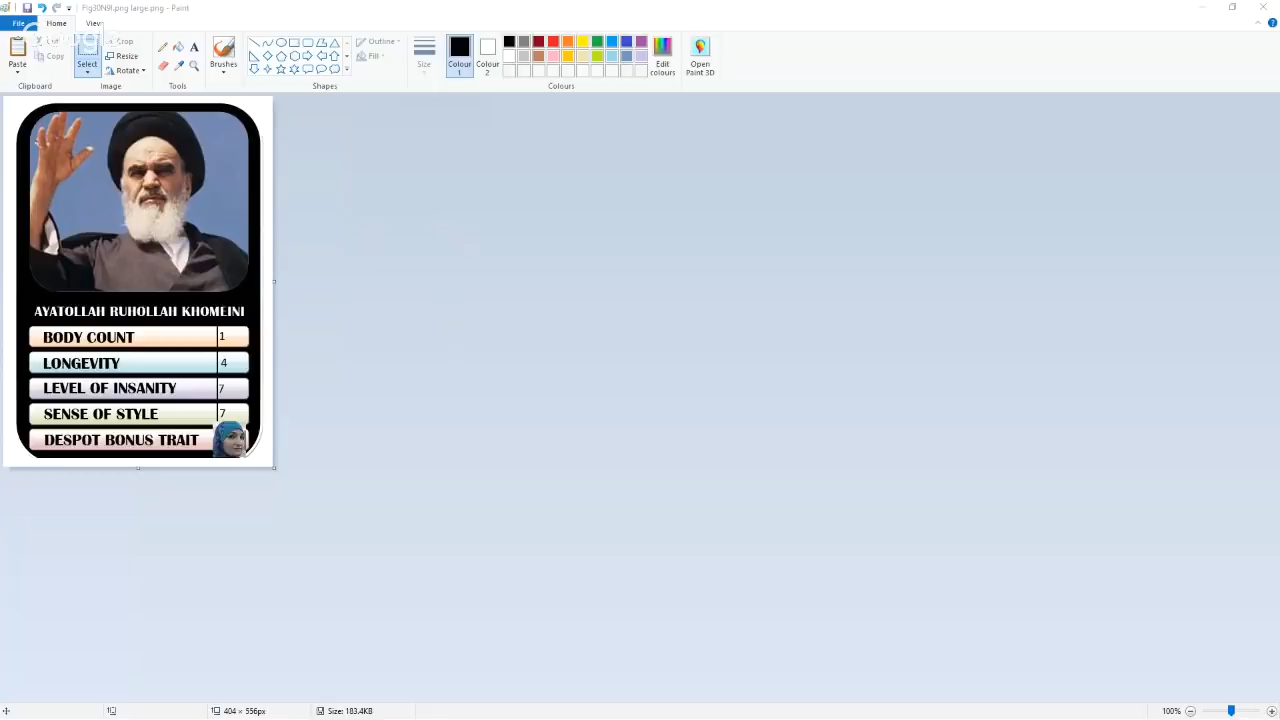 Fig30N9I.png large.png - Paint
File Home View
Paste
Cut
Copy
Clipboard
Select
Crop
Resize
Rotate
Image
A
Tools
Brushes
Outline
Fill
Shapes
Size
Colour 1
Colour 2
Edit colours
Colours
Open Paint 3D
AYATOLLAH RUHOLLAH KHOMEINI
BODY COUNT 1
LONGEVITY 4
LEVEL OF INSANITY 7
SENSE OF STYLE 7
DESPOT BONUS TRAIT
404 × 556px
Size: 183.4KB
100%